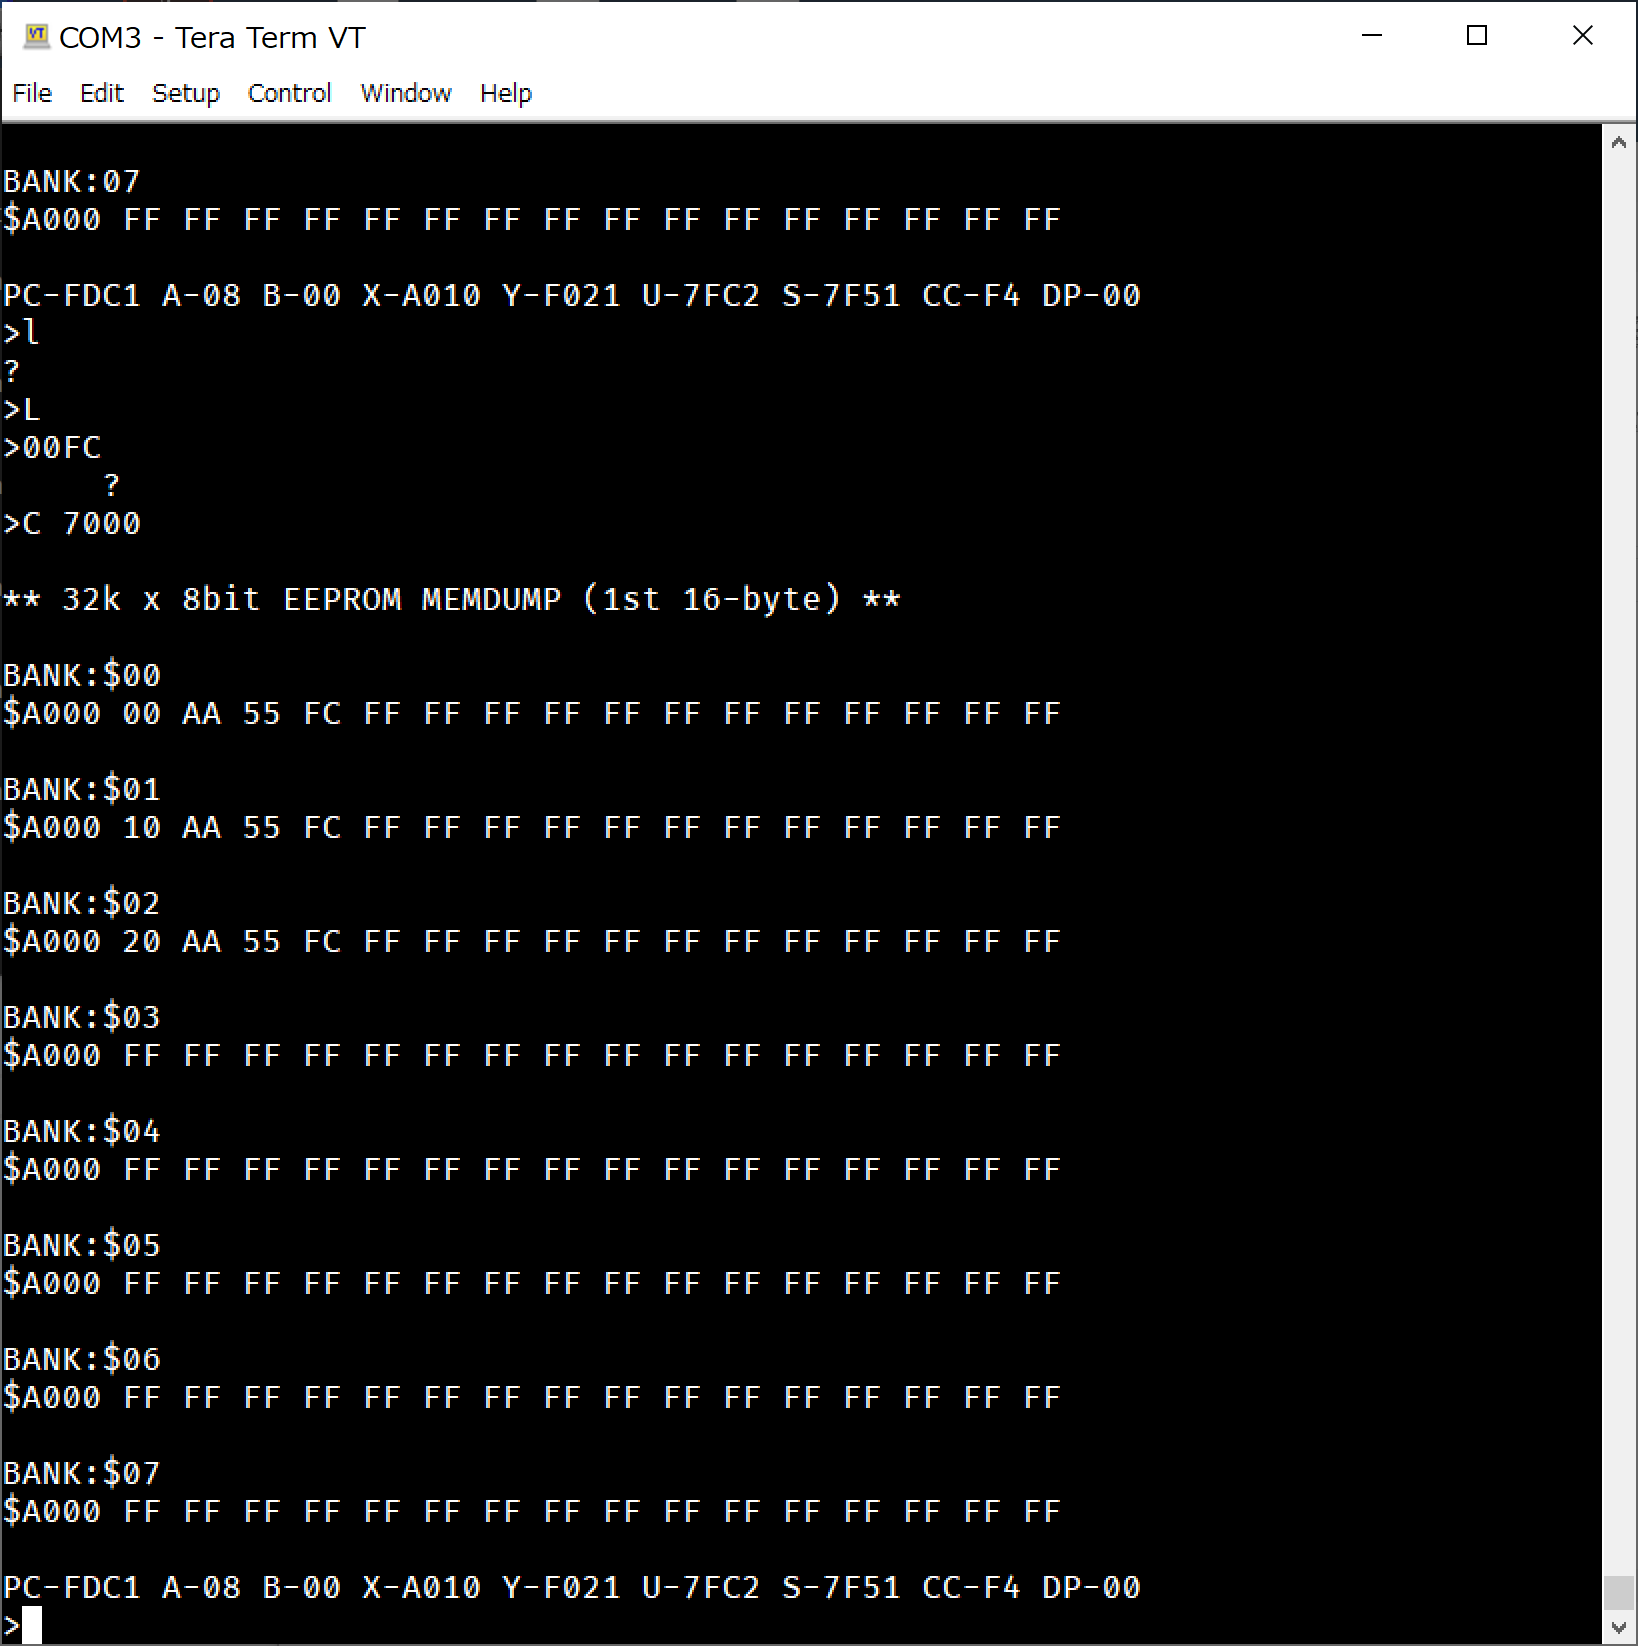 COM3 - Tera Term VT
File Edit Setup Control Window Help
BANK:07
$A000 FF FF FF FF FF FF FF FF FF FF FF FF FF FF FF FF
PC-FDC1 A-08 B-00 X-A010 Y-F021 U-7FC2 S-7F51 CC-F4 DP-00
>l
?
>L
>00FC
?
>C 7000
** 32k x 8bit EEPROM MEMDUMP (1st 16-byte) **
BANK:$00
$A000 00 AA 55 FC FF FF FF FF FF FF FF FF FF FF FF FF
BANK:$01
$A000 10 AA 55 FC FF FF FF FF FF FF FF FF FF FF FF FF
BANK:$02
$A000 20 AA 55 FC FF FF FF FF FF FF FF FF FF FF FF FF
BANK:$03
$A000 FF FF FF FF FF FF FF FF FF FF FF FF FF FF FF FF
BANK:$04
$A000 FF FF FF FF FF FF FF FF FF FF FF FF FF FF FF FF
BANK:$05
$A000 FF FF FF FF FF FF FF FF FF FF FF FF FF FF FF FF
BANK:$06
$A000 FF FF FF FF FF FF FF FF FF FF FF FF FF FF FF FF
BANK:$07
$A000 FF FF FF FF FF FF FF FF FF FF FF FF FF FF FF FF
PC-FDC1 A-08 B-00 X-A010 Y-F021 U-7FC2 S-7F51 CC-F4 DP-00
>